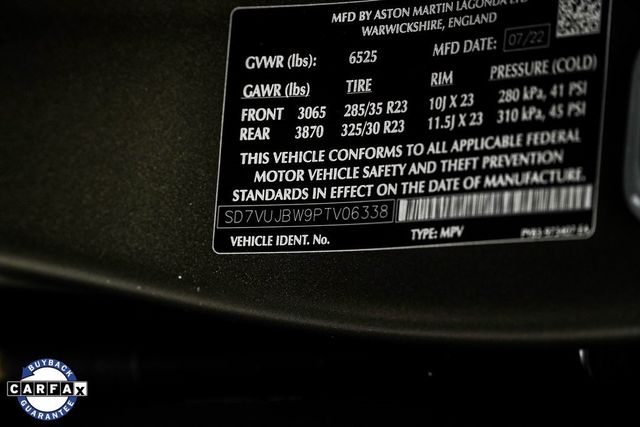 MFD BY ASTON MARTIN LAGONDA LTD
WARWICKSHIRE, ENGLAND
GVWR (lbs): 6525 MFD DATE: 07/22
GAWR (lbs) TIRE RIM PRESSURE (COLD)
FRONT 3065 285/35 R23 10J X 23 280 kPa, 41 PSI
REAR 3870 325/30 R23 11.5J X 23 310 kPa, 45 PSI
THIS VEHICLE CONFORMS TO ALL APPLICABLE FEDERAL
MOTOR VEHICLE SAFETY AND THEFT PREVENTION
STANDARDS IN EFFECT ON THE DATE OF MANUFACTURE.
SD7VUJBW9PTV06338
VEHICLE IDENT. No. TYPE: MPV
BUYBACK
CARFAX
GUARANTEE